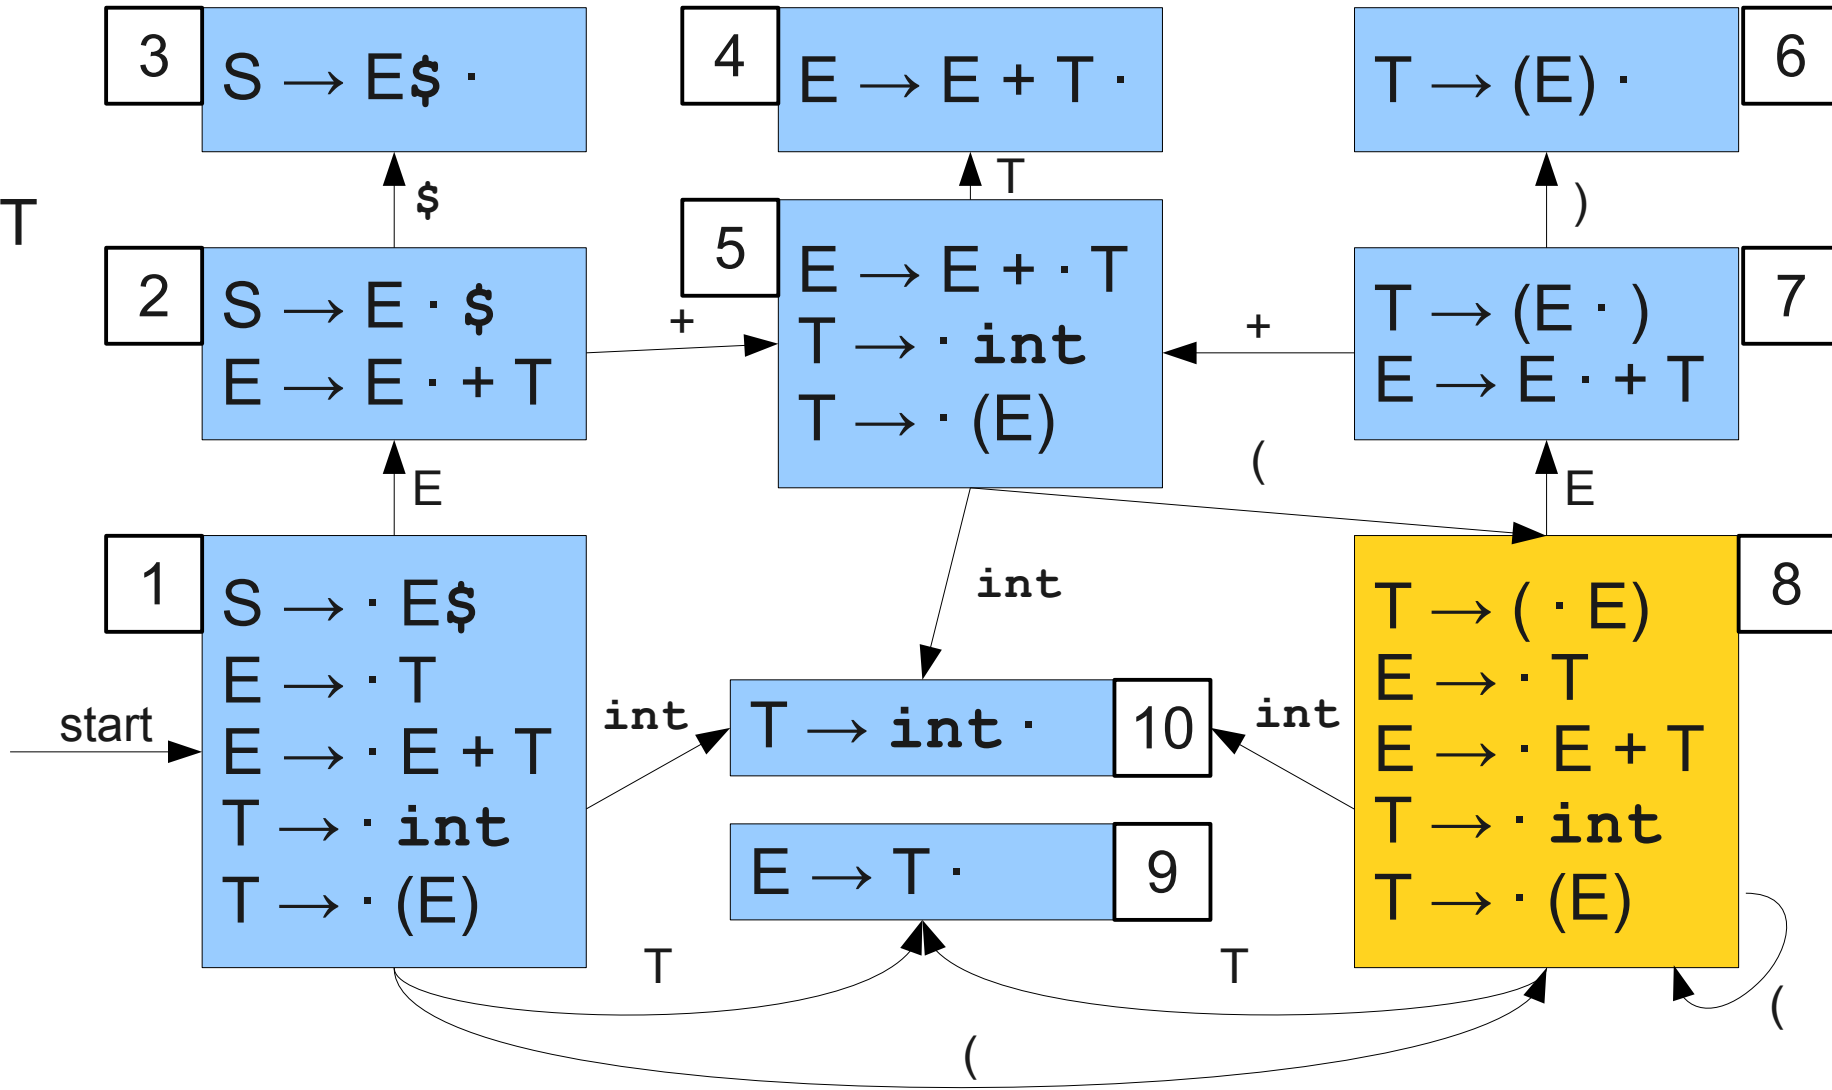 3
S → E$ ·
4
E → E + T ·
T → (E) ·
6
$
T
)
T
2
S → E · $
E → E · + T
+
5
E → E + · T
T → · int
T → · (E)
+
T → (E · )
E → E · + T
7
E
(
E
1
S → · E$
E → · T
E → · E + T
T → · int
T → · (E)
start
int
int
T → int ·
10
int
E → T ·
9
T → ( · E)
E → · T
E → · E + T
T → · int
T → · (E)
8
T
T
(
(